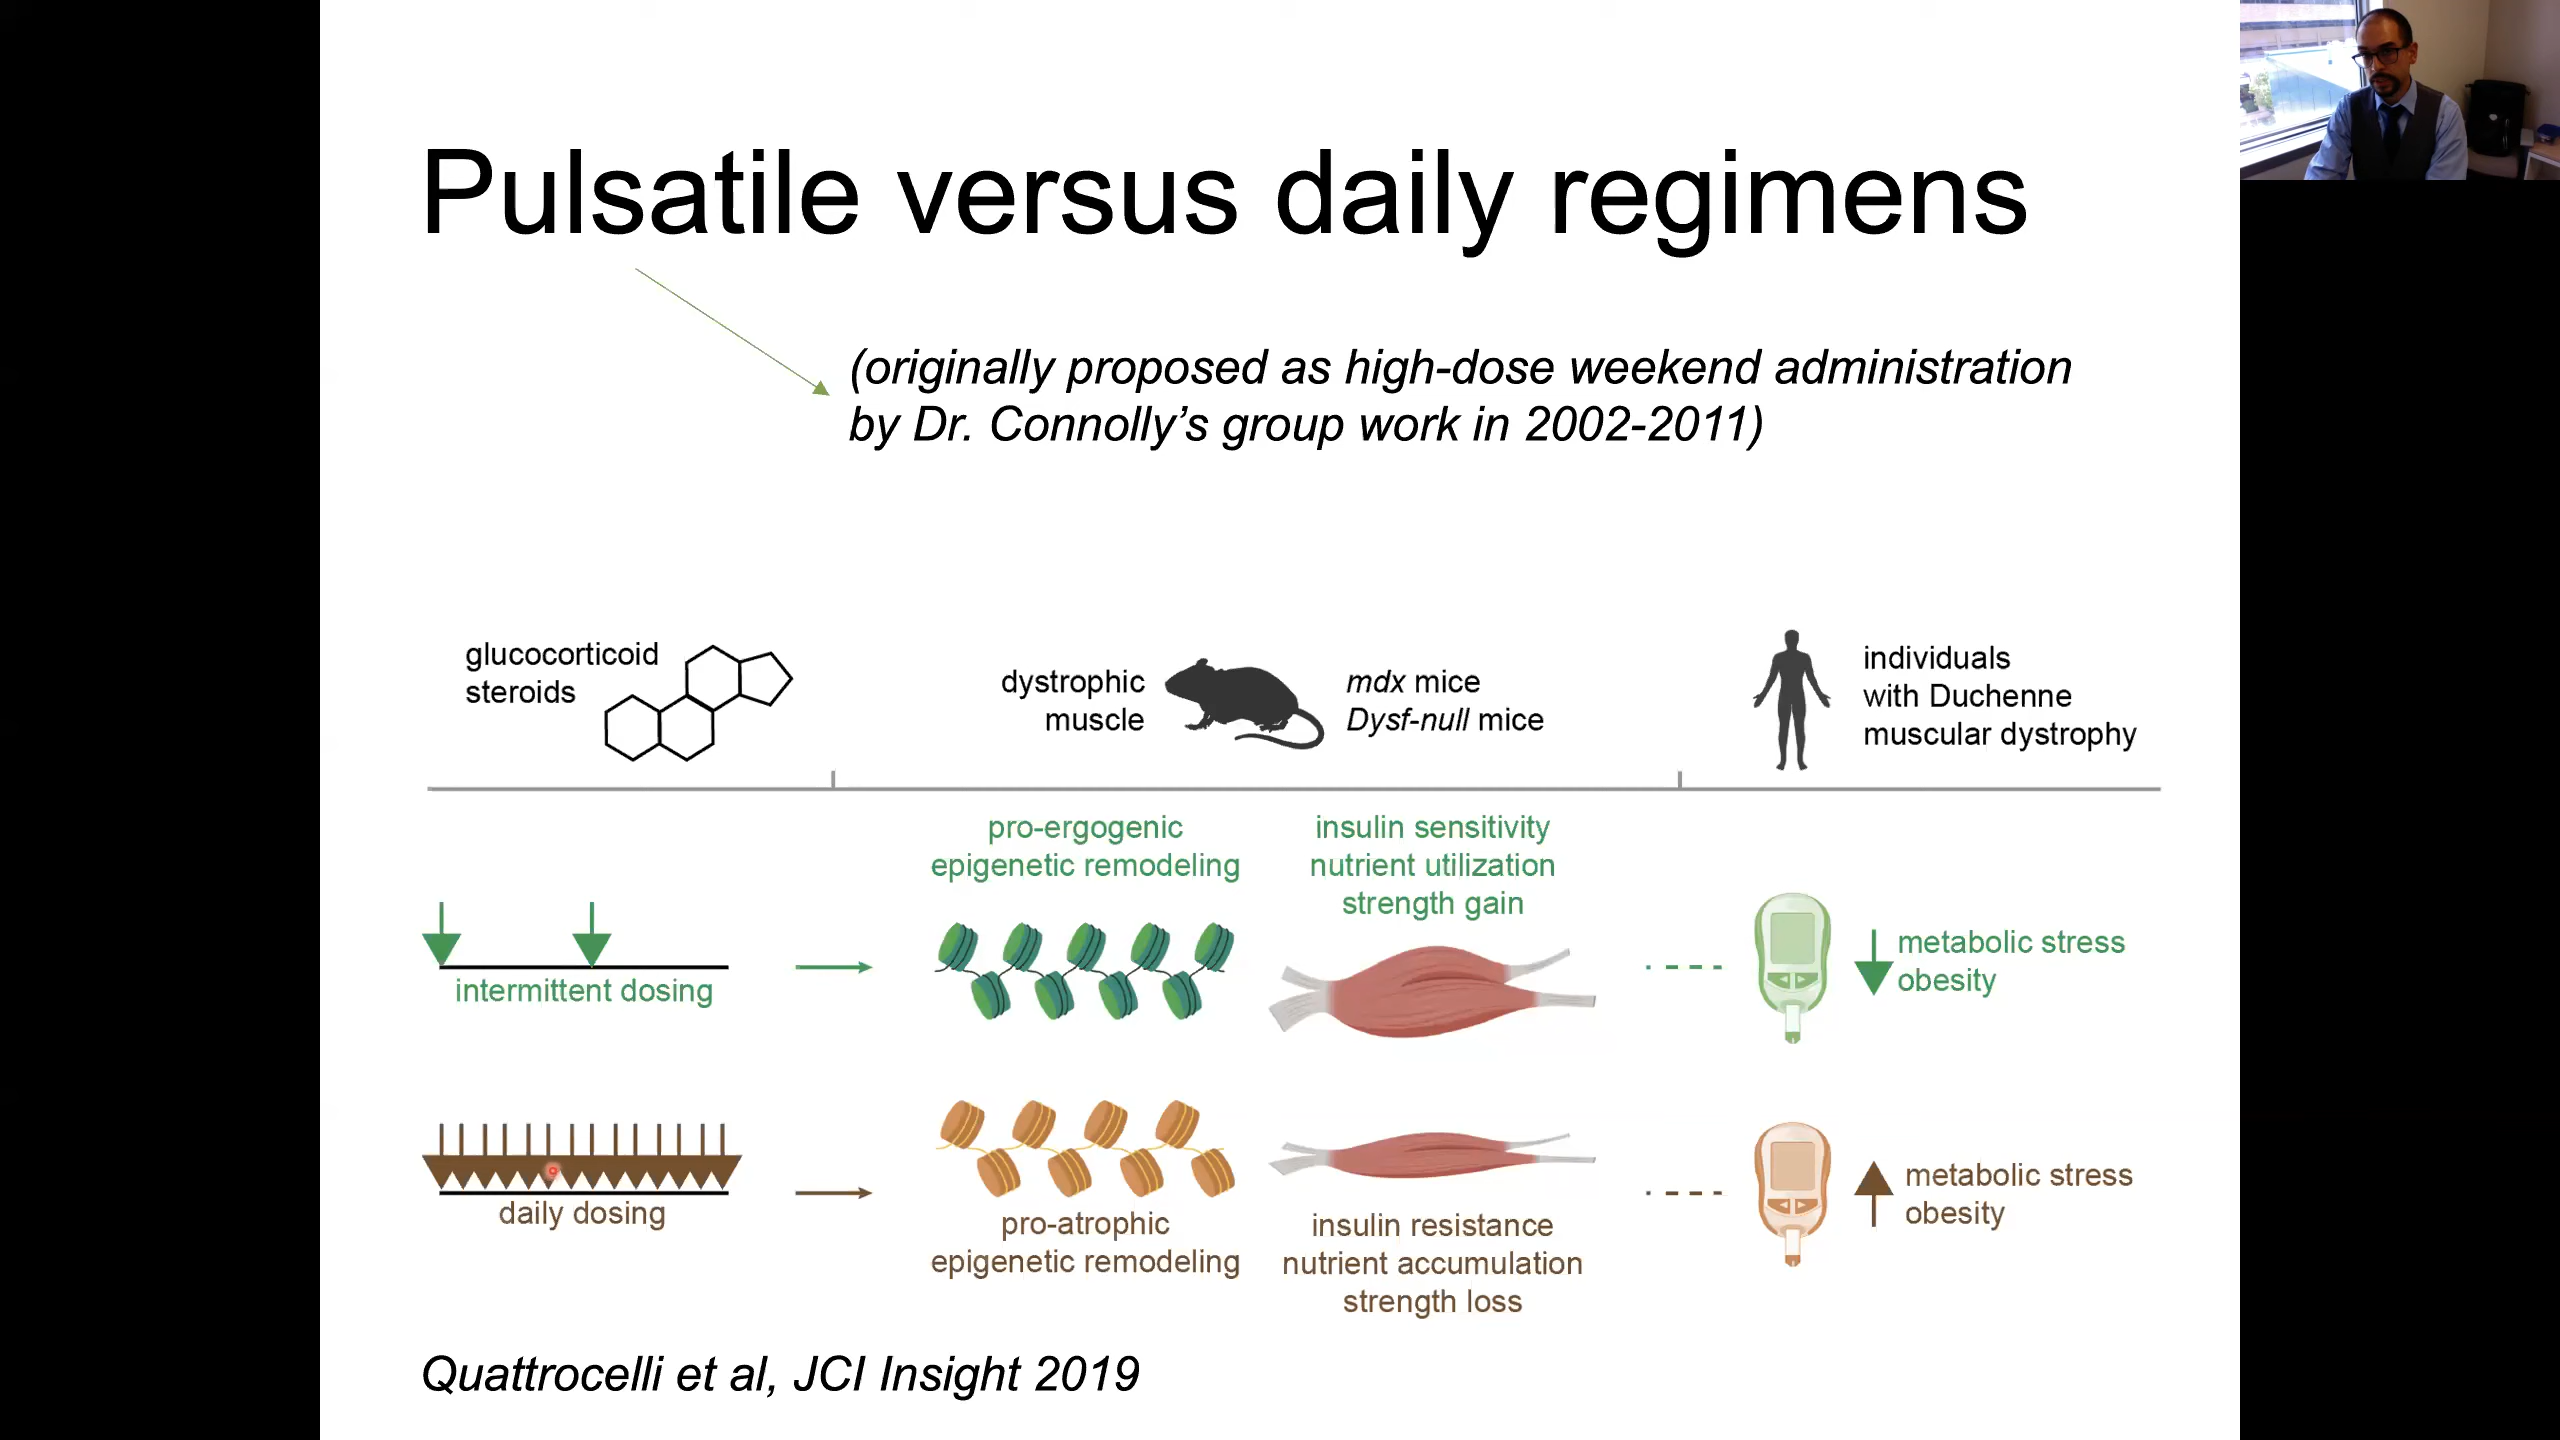 Pulsatile versus daily regimens
(originally proposed as high-dose weekend administration
by Dr. Connolly’s group work in 2002-2011)
glucocorticoid
steroids
dystrophic
muscle
mdx mice
Dysf-null mice
individuals
with Duchenne
muscular dystrophy
pro-ergogenic
epigenetic remodeling
insulin sensitivity
nutrient utilization
strength gain
intermittent dosing
metabolic stress
obesity
daily dosing
pro-atrophic
epigenetic remodeling
insulin resistance
nutrient accumulation
strength loss
metabolic stress
obesity
Quattrocelli et al, JCI Insight 2019